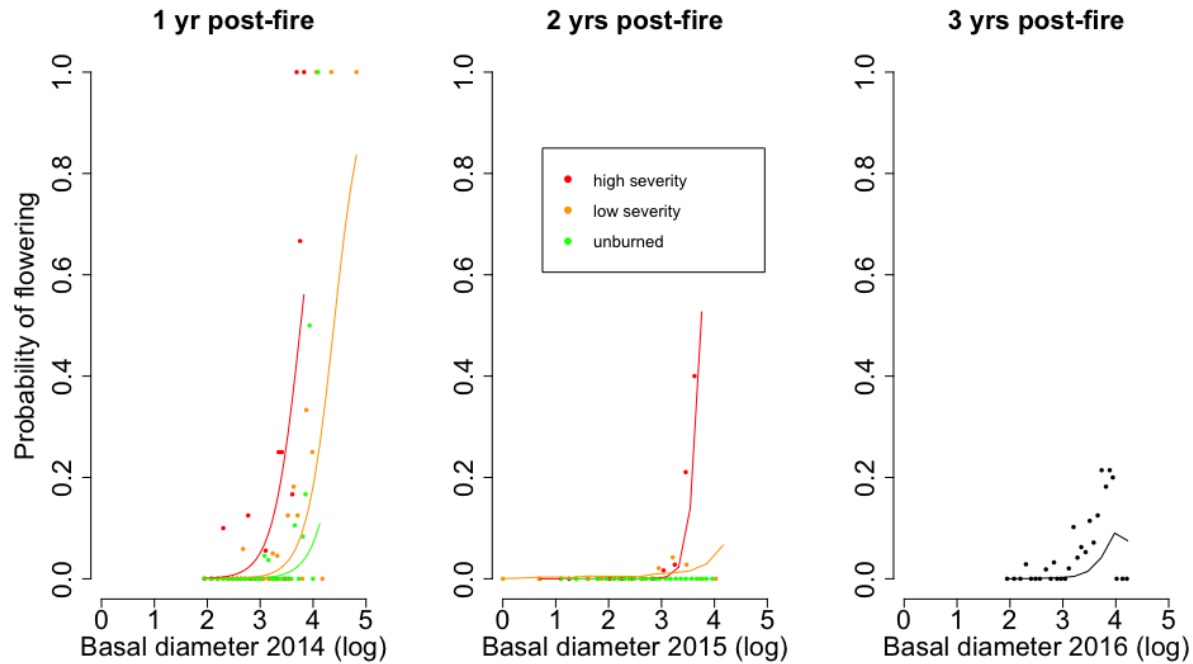 1 yr post-fire
2 yrs post-fire
3 yrs post-fire
Probability of flowering
0.0 0.2 0.4 0.6 0.8 1.0
0 1 2 3 4 5
Basal diameter 2014 (log)
0.0 0.2 0.4 0.6 0.8 1.0
high severity
low severity
unburned
0 1 2 3 4 5
Basal diameter 2015 (log)
0.0 0.2 0.4 0.6 0.8 1.0
0 1 2 3 4 5
Basal diameter 2016 (log)